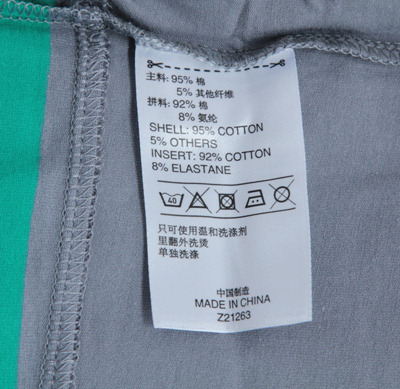 主料: 95% 棉
5% 其他纤维
拼料: 92% 棉
8% 氨纶
SHELL: 95% COTTON
5% OTHERS
INSERT: 92% COTTON
8% ELASTANE
40
只可使用温和洗涤剂
里翻外洗烫
单独洗涤
中国制造
MADE IN CHINA
Z21263